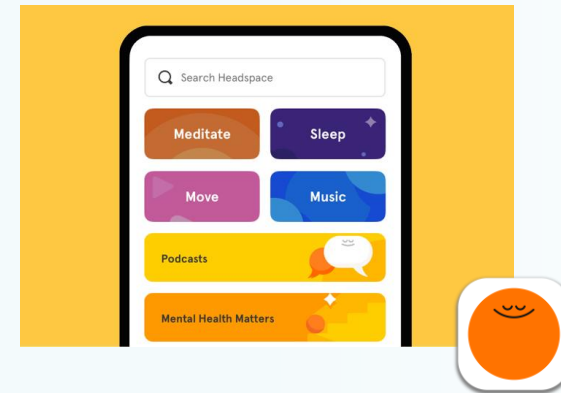 Search Headspace
Meditate
Sleep
Move
Music
Podcasts
Mental Health Matters